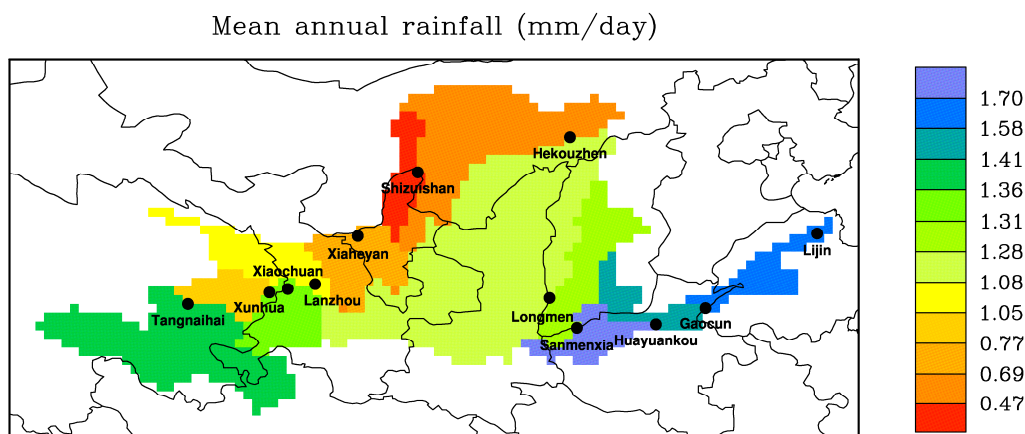 Mean annual rainfall (mm/day)
1.70
1.58
1.41
1.36
1.31
1.28
1.08
1.05
0.77
0.69
0.47
Hekouzhen
Shizuishan
Xiaheyan
Lijin
Xiaochuan
Lanzhou
Xunhua
Tangnaihai
Longmen
Gaocun
Sanmenxia
Huayuankou